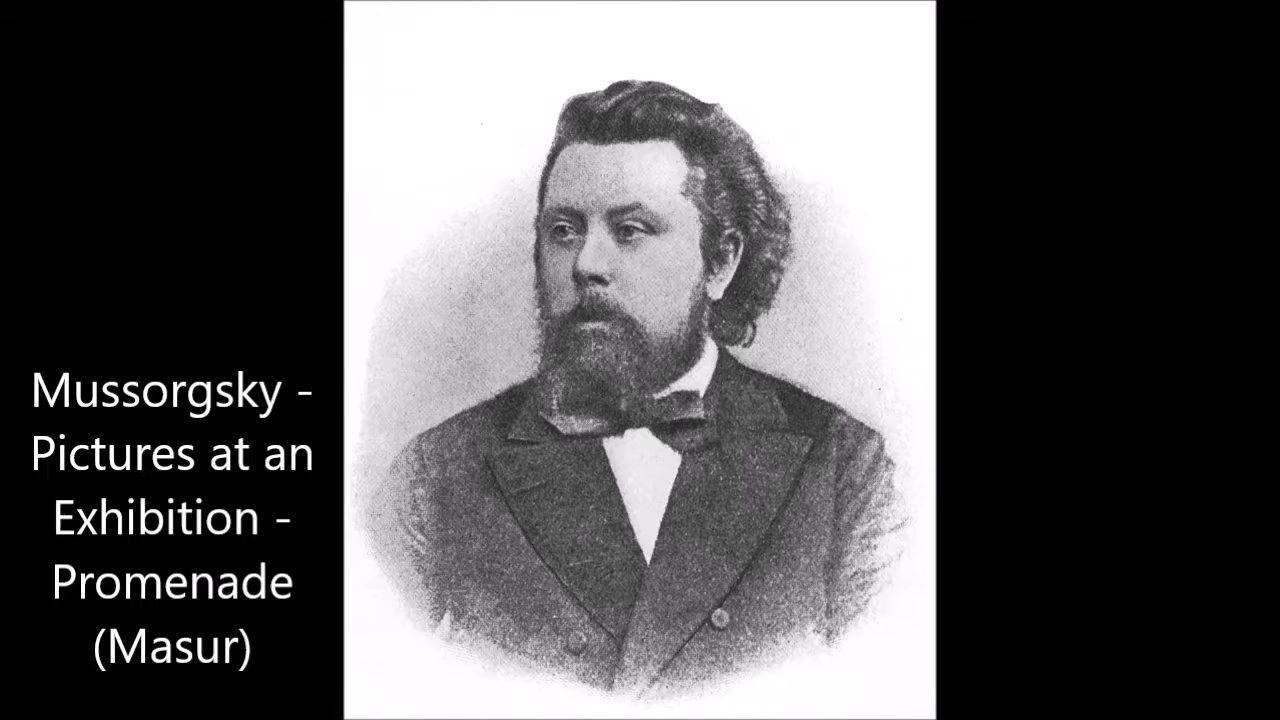 Mussorgsky -
Pictures at an
Exhibition -
Promenade
(Masur)